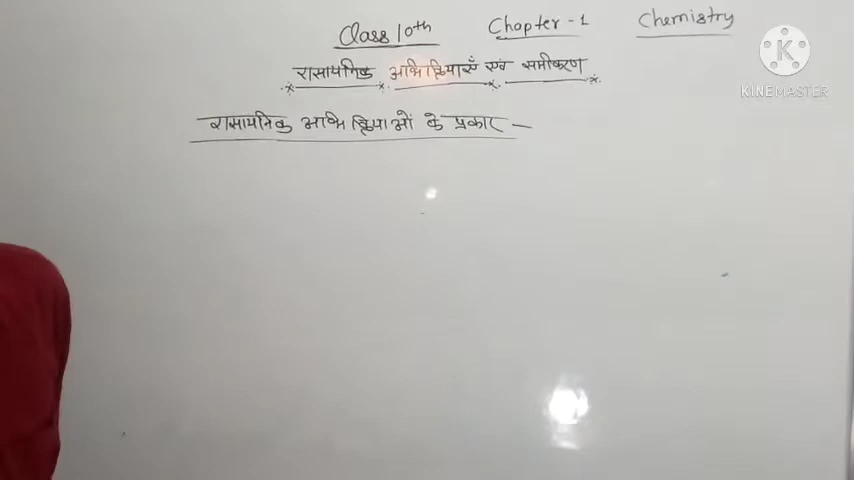 Class 10th Chapter - 1 Chemistry
रासायनिक अभिक्रियाएँ एवं समीकरण
रासायनिक अभिक्रियाओं के प्रकार —
KINEMASTER